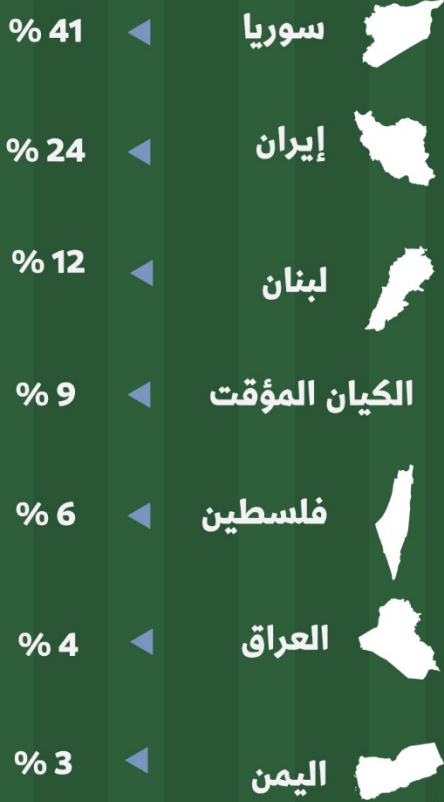 سوريا % 41
إيران % 24
لبنان % 12
الكيان المؤقت % 9
فلسطين % 6
العراق % 4
اليمن % 3